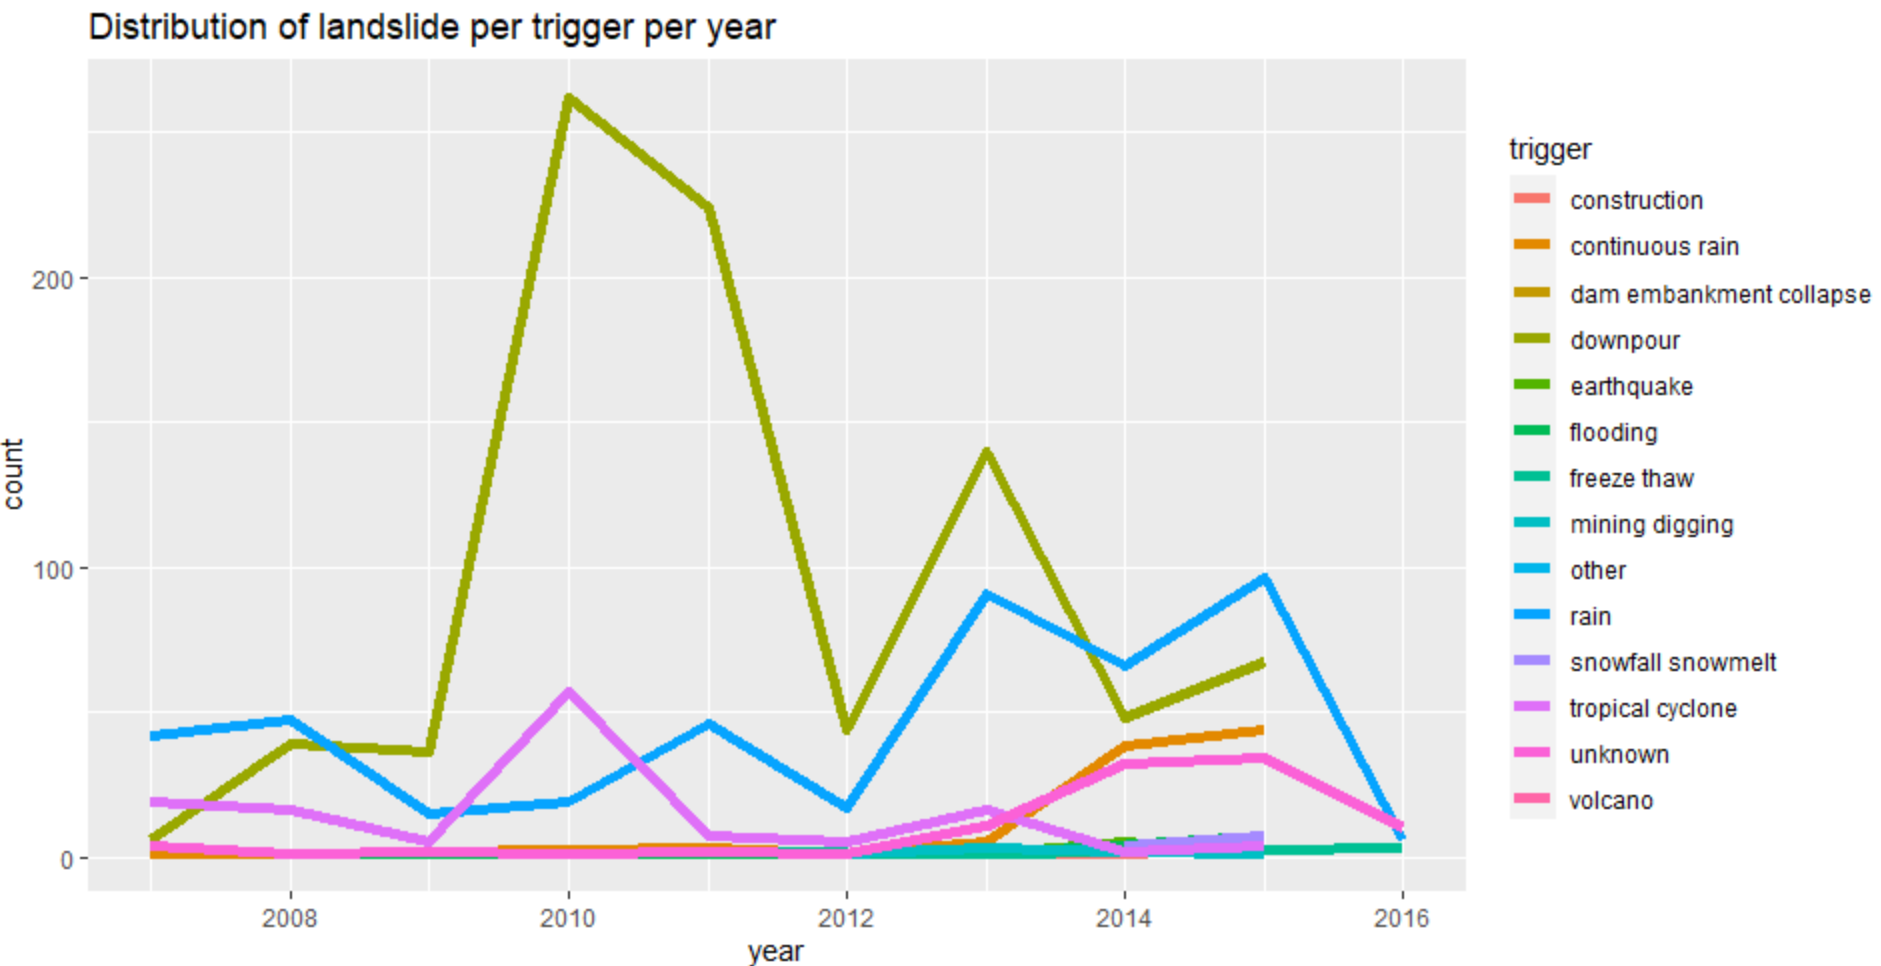 Distribution of landslide per trigger per year
count
200
100
0
2008
2010
2012
2014
2016
year
trigger
construction
continuous rain
dam embankment collapse
downpour
earthquake
flooding
freeze thaw
mining digging
other
rain
snowfall snowmelt
tropical cyclone
unknown
volcano